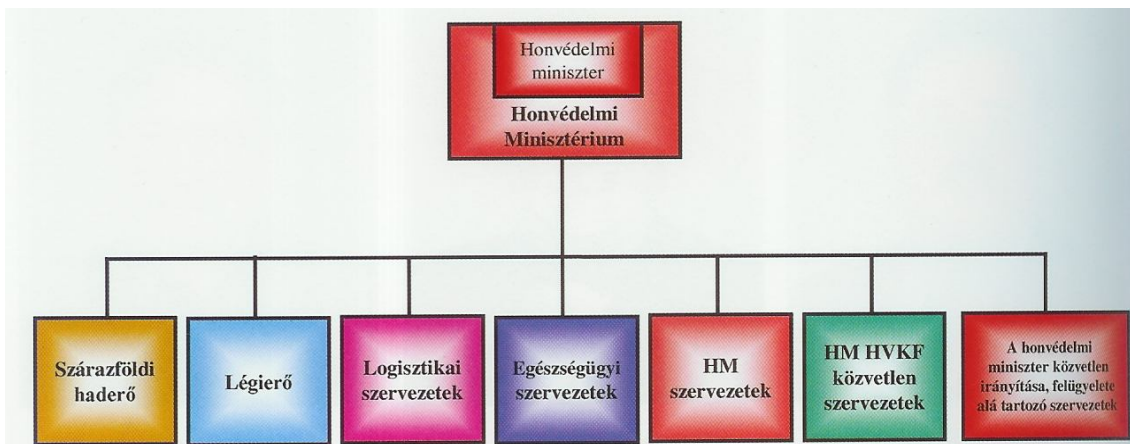 Honvédelmi
miniszter
Honvédelmi
Minisztérium
Szárazföldi
haderő
Légierő
Logisztikai
szervezetek
Egészségügyi
szervezetek
HM
szervezetek
HM HVKF
közvetlen
szervezetek
A honvédelmi
miniszter közvetlen
irányítása, felügyelete
alá tartozó szervezetek